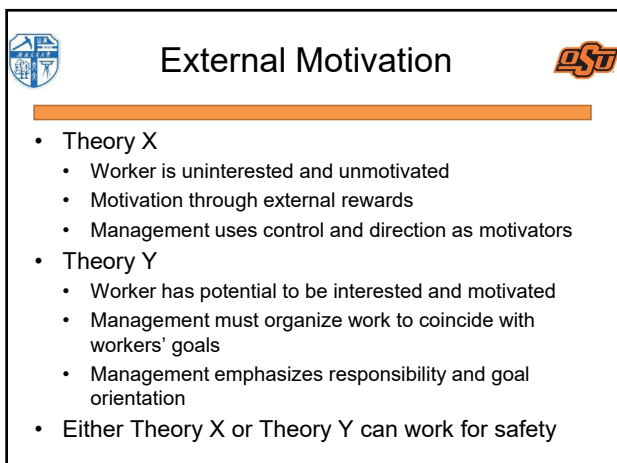 External Motivation
OSU
• Theory X
• Worker is uninterested and unmotivated
• Motivation through external rewards
• Management uses control and direction as motivators
• Theory Y
• Worker has potential to be interested and motivated
• Management must organize work to coincide with
workers’ goals
• Management emphasizes responsibility and goal
orientation
• Either Theory X or Theory Y can work for safety